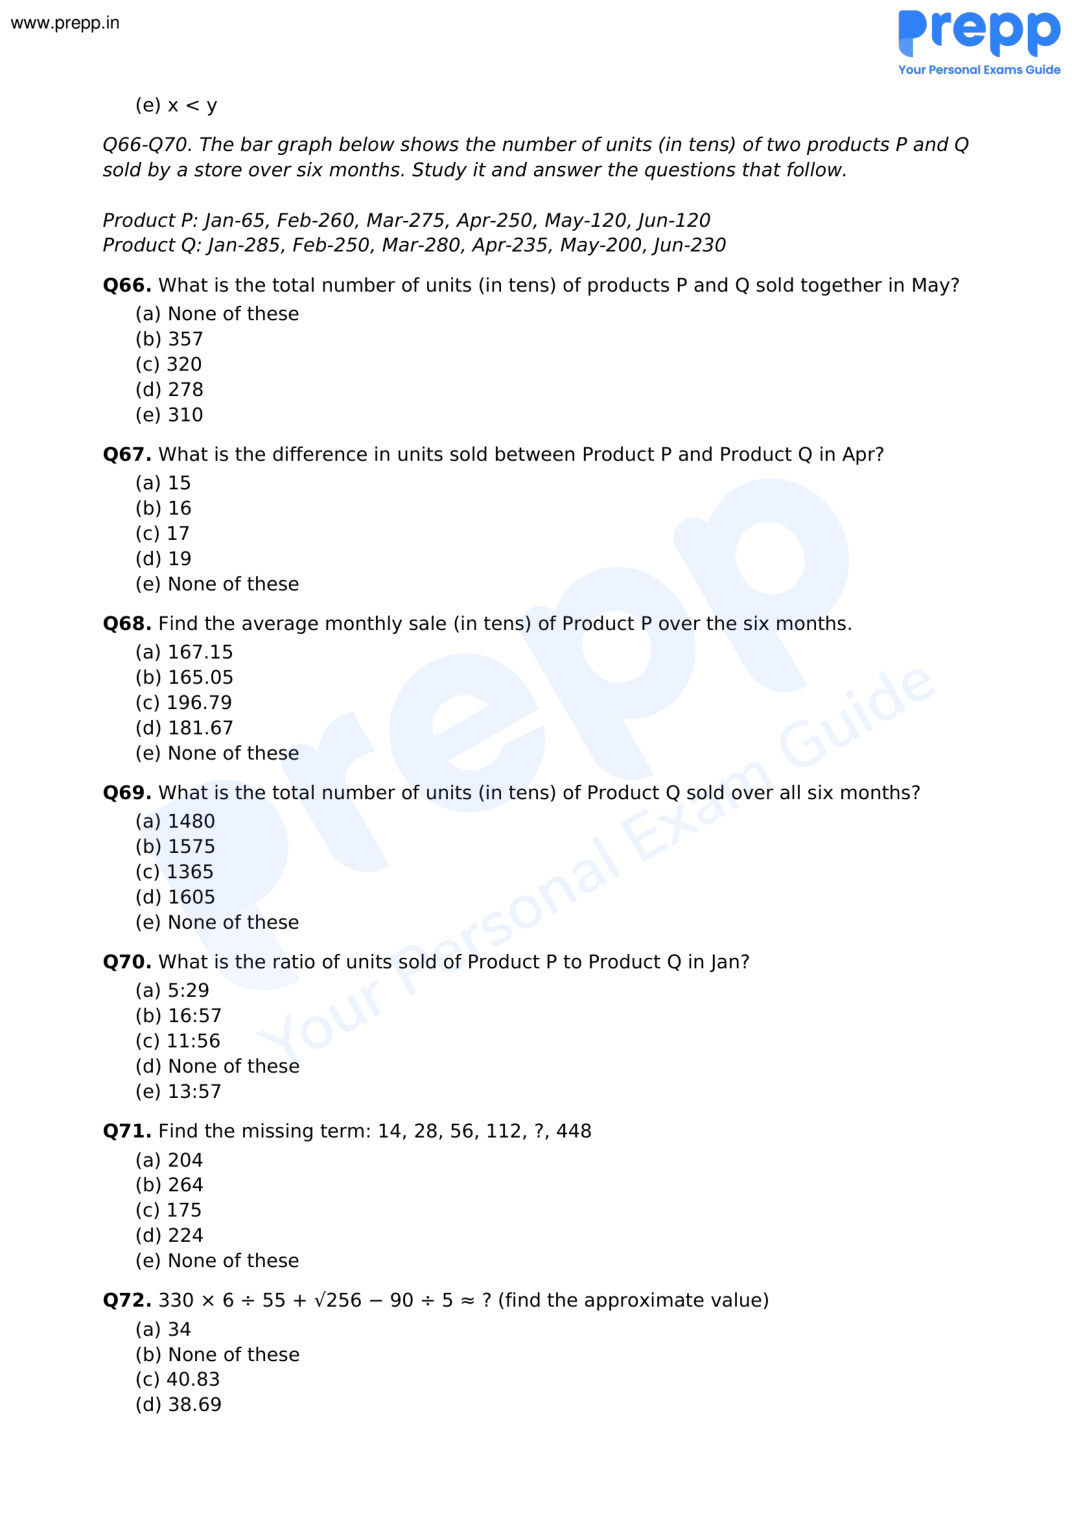 www.prepp.in
Prepp
Your Personal Exams Guide
(e) x < y
Q66-Q70. The bar graph below shows the number of units (in tens) of two products P and Q
sold by a store over six months. Study it and answer the questions that follow.
Product P: Jan-65, Feb-260, Mar-275, Apr-250, May-120, Jun-120
Product Q: Jan-285, Feb-250, Mar-280, Apr-235, May-200, Jun-230
Q66. What is the total number of units (in tens) of products P and Q sold together in May?
(a) None of these
(b) 357
(c) 320
(d) 278
(e) 310
Q67. What is the difference in units sold between Product P and Product Q in Apr?
(a) 15
(b) 16
(c) 17
(d) 19
(e) None of these
Q68. Find the average monthly sale (in tens) of Product P over the six months.
(a) 167.15
(b) 165.05
(c) 196.79
(d) 181.67
(e) None of these
Q69. What is the total number of units (in tens) of Product Q sold over all six months?
(a) 1480
(b) 1575
(c) 1365
(d) 1605
(e) None of these
Q70. What is the ratio of units sold of Product P to Product Q in Jan?
(a) 5:29
(b) 16:57
(c) 11:56
(d) None of these
(e) 13:57
Q71. Find the missing term: 14, 28, 56, 112, ?, 448
(a) 204
(b) 264
(c) 175
(d) 224
(e) None of these
Q72. 330 × 6 ÷ 55 + √256 − 90 ÷ 5 ≈ ? (find the approximate value)
(a) 34
(b) None of these
(c) 40.83
(d) 38.69
Prepp
Your Personal Exam Guide